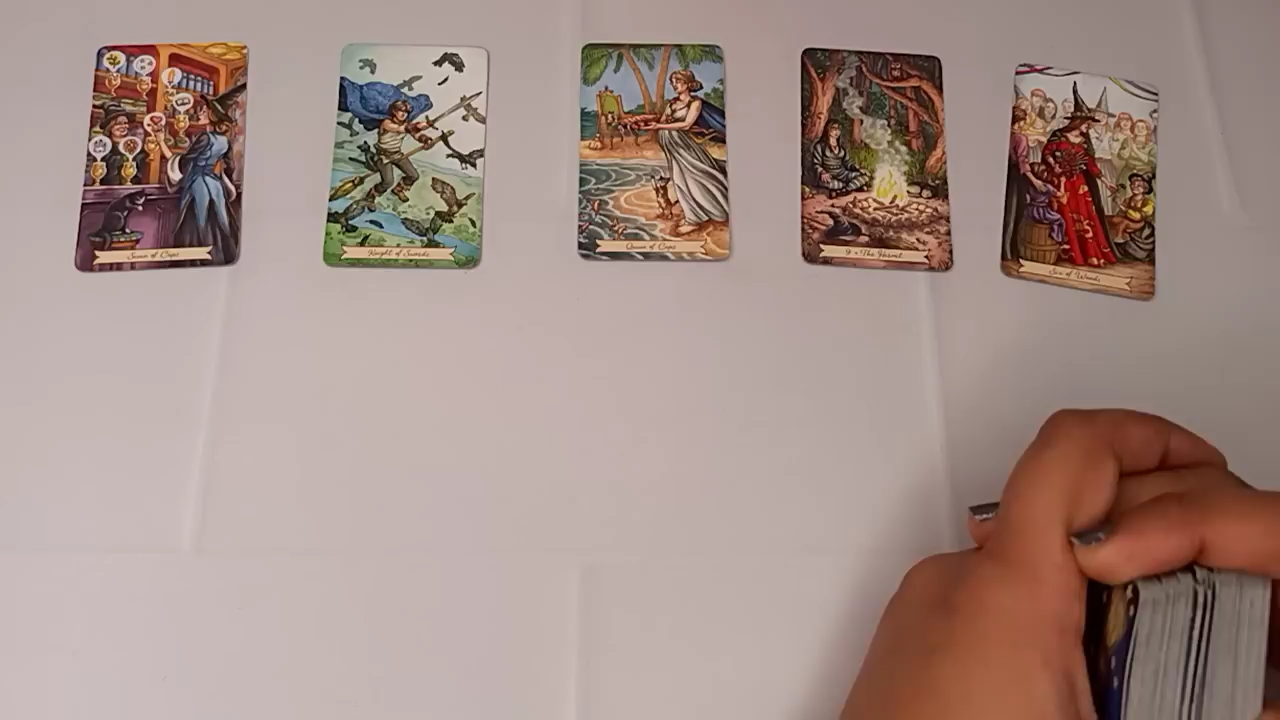 Seven of Cups
Knight of Swords
Queen of Cups
9 • The Hermit
Six of Wands